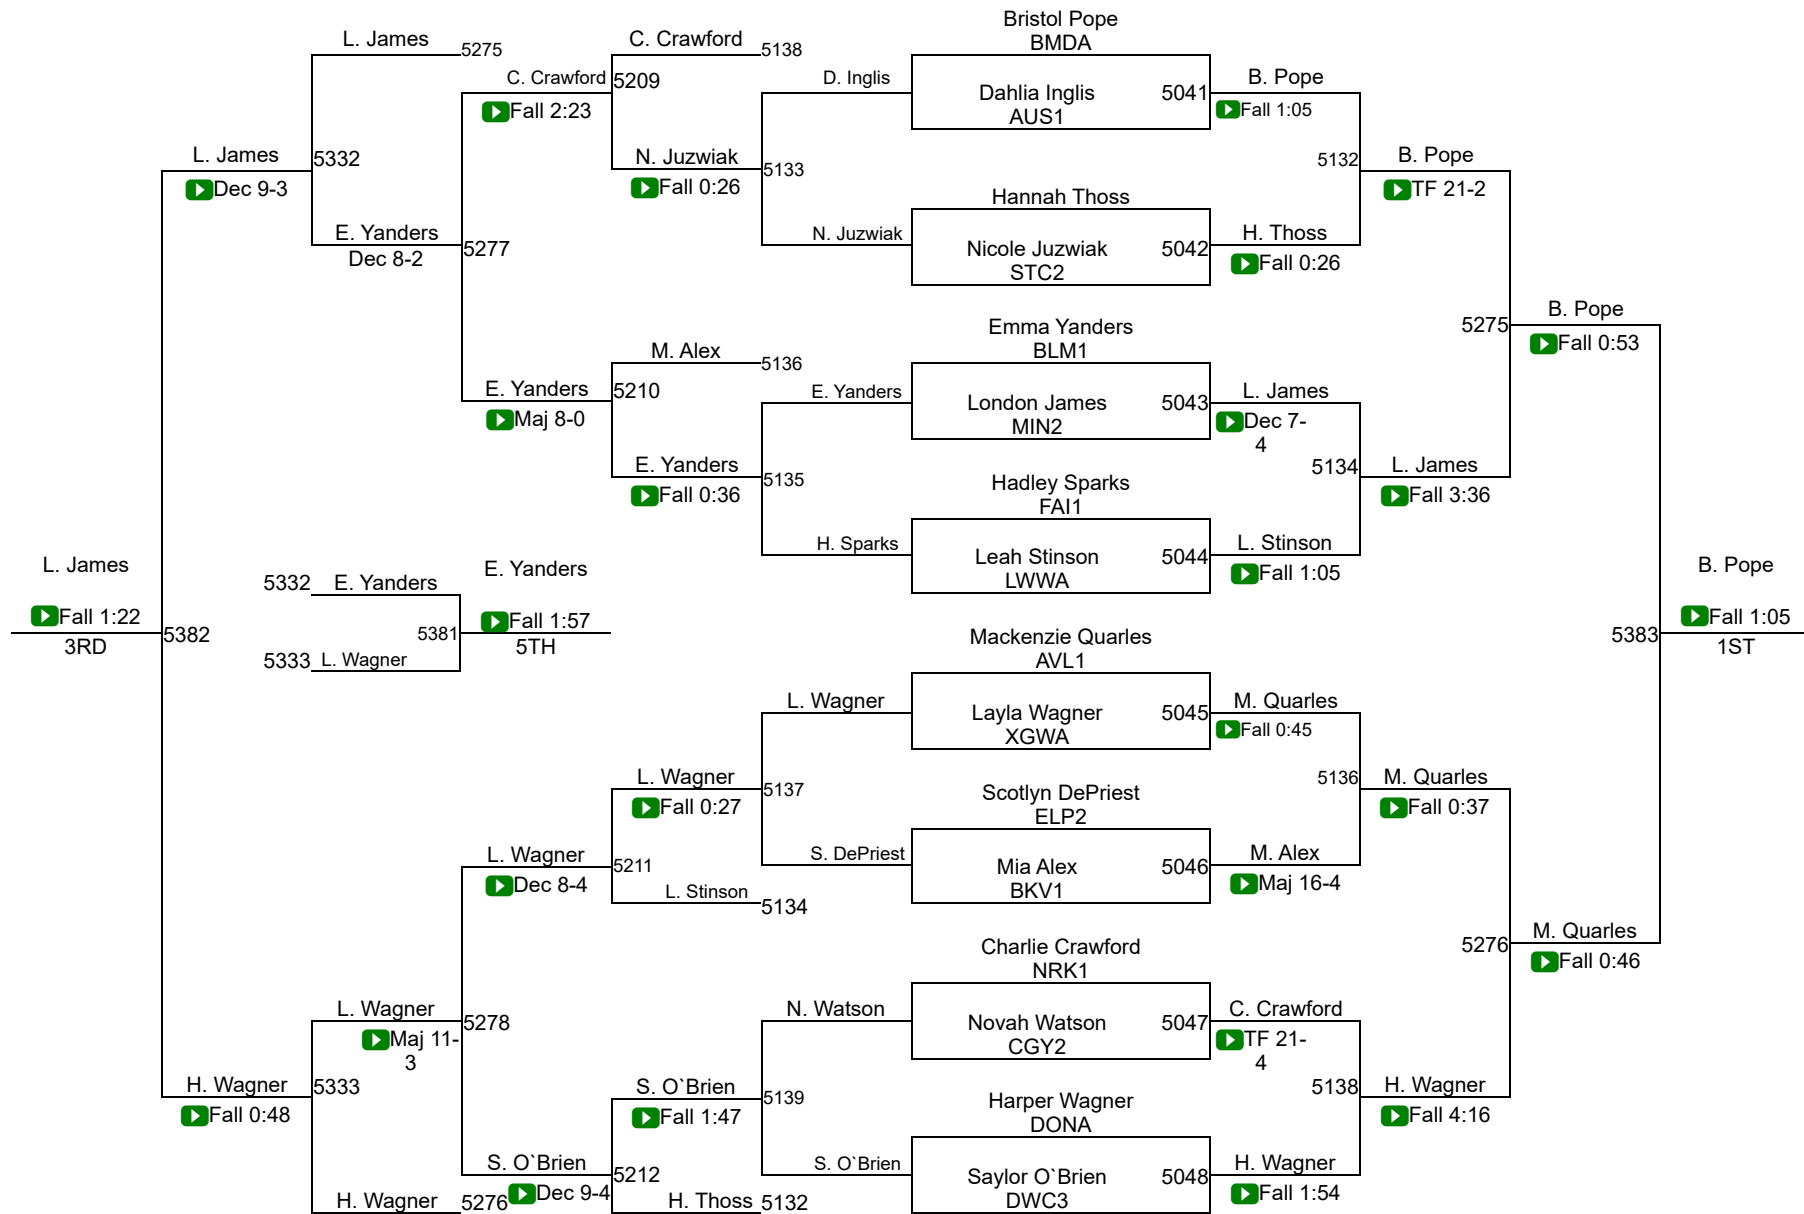 Bristol Pope
BMDA
L. James
5275
C. Crawford
5138
C. Crawford
5209
Fall 2:23
D. Inglis
Dahlia Inglis
AUS1
5041
B. Pope
Fall 1:05
L. James
Dec 9-3
5332
N. Juzwiak
Fall 0:26
5133
5132
B. Pope
TF 21-2
E. Yanders
Dec 8-2
5277
N. Juzwiak
Hannah Thoss
Nicole Juzwiak
STC2
5042
H. Thoss
Fall 0:26
5275
B. Pope
Fall 0:53
M. Alex
5136
Emma Yanders
BLM1
E. Yanders
Maj 8-0
5210
E. Yanders
London James
MIN2
5043
L. James
Dec 7-
4
E. Yanders
Fall 0:36
5135
5134
L. James
Fall 3:36
Hadley Sparks
FAI1
H. Sparks
Leah Stinson
LWWA
5044
L. Stinson
Fall 1:05
L. James
Fall 1:22
3RD
5382
5332
E. Yanders
5333
L. Wagner
5381
E. Yanders
Fall 1:57
5TH
5383
B. Pope
Fall 1:05
1ST
Mackenzie Quarles
AVL1
L. Wagner
Layla Wagner
XGWA
5045
M. Quarles
Fall 0:45
L. Wagner
Fall 0:27
5137
5136
M. Quarles
Fall 0:37
Scotlyn DePriest
ELP2
L. Wagner
Dec 8-4
5211
S. DePriest
Mia Alex
BKV1
5046
M. Alex
Maj 16-4
L. Stinson
5134
5276
M. Quarles
Fall 0:46
Charlie Crawford
NRK1
L. Wagner
Maj 11-
3
5278
N. Watson
Novah Watson
CGY2
5047
C. Crawford
TF 21-
4
H. Wagner
Fall 0:48
5333
S. O`Brien
Fall 1:47
5139
5138
H. Wagner
Fall 4:16
Harper Wagner
DONA
S. O`Brien
Dec 9-4
5212
S. O`Brien
Saylor O`Brien
DWC3
5048
H. Wagner
Fall 1:54
H. Wagner
5276
H. Thoss
5132